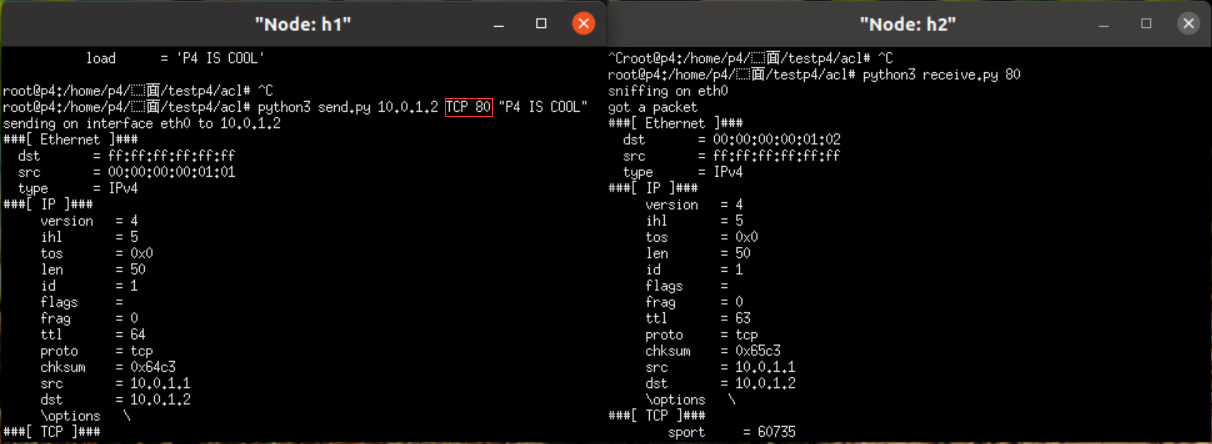 "Node: h1"
load = 'P4 IS COOL'
root@p4:/home/p4/面/testp4/acl# ^C
root@p4:/home/p4/面/testp4/acl# python3 send.py 10.0.1.2 TCP 80 "P4 IS COOL"
sending on interface eth0 to 10.0.1.2
###[ Ethernet ]###
dst = ff:ff:ff:ff:ff:ff
src = 00:00:00:00:01:01
type = IPv4
###[ IP ]###
version = 4
ihl = 5
tos = 0x0
len = 50
id = 1
flags =
frag = 0
ttl = 64
proto = tcp
chksum = 0x64c3
src = 10.0.1.1
dst = 10.0.1.2
\options \
###[ TCP ]###
"Node: h2"
^Croot@p4:/home/p4/面/testp4/acl# ^C
root@p4:/home/p4/面/testp4/acl# python3 receive.py 80
sniffing on eth0
got a packet
###[ Ethernet ]###
dst = 00:00:00:00:01:02
src = ff:ff:ff:ff:ff:ff
type = IPv4
###[ IP ]###
version = 4
ihl = 5
tos = 0x0
len = 50
id = 1
flags =
frag = 0
ttl = 63
proto = tcp
chksum = 0x65c3
src = 10.0.1.1
dst = 10.0.1.2
\options \
###[ TCP ]###
sport = 60735